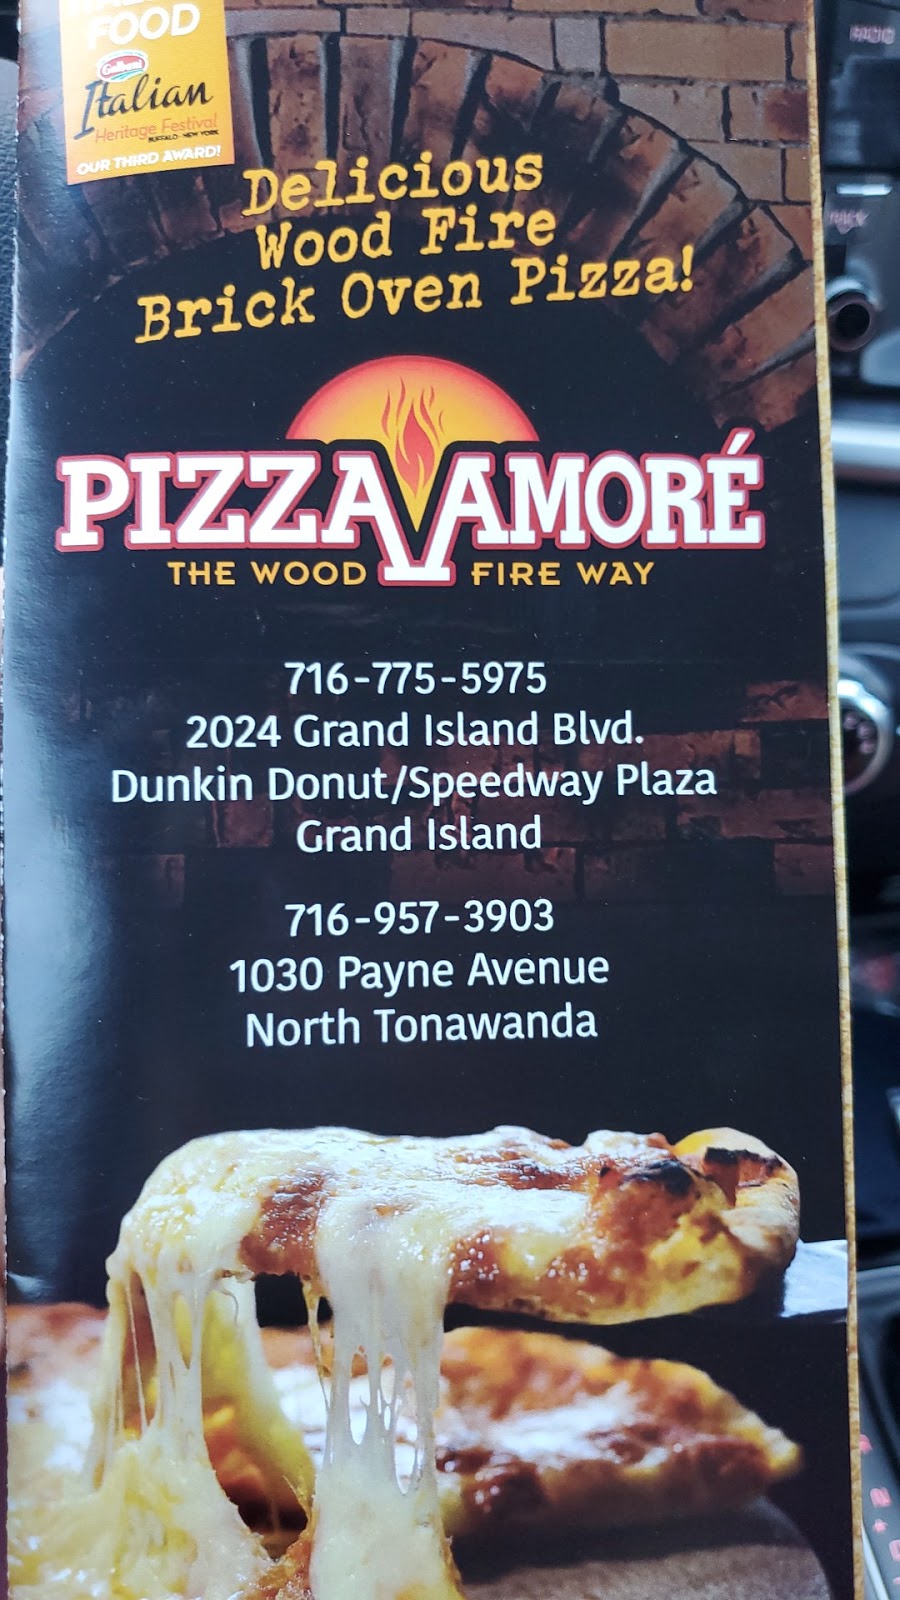 FOOD
Galbani
Italian
Heritage Festival
BUFFALO - NEW YORK
OUR THIRD AWARD!
Delicious
Wood Fire
Brick Oven Pizza!
PIZZA AMORÉ
THE WOOD FIRE WAY
716-775-5975
2024 Grand Island Blvd.
Dunkin Donut/Speedway Plaza
Grand Island
716-957-3903
1030 Payne Avenue
North Tonawanda
RADIO